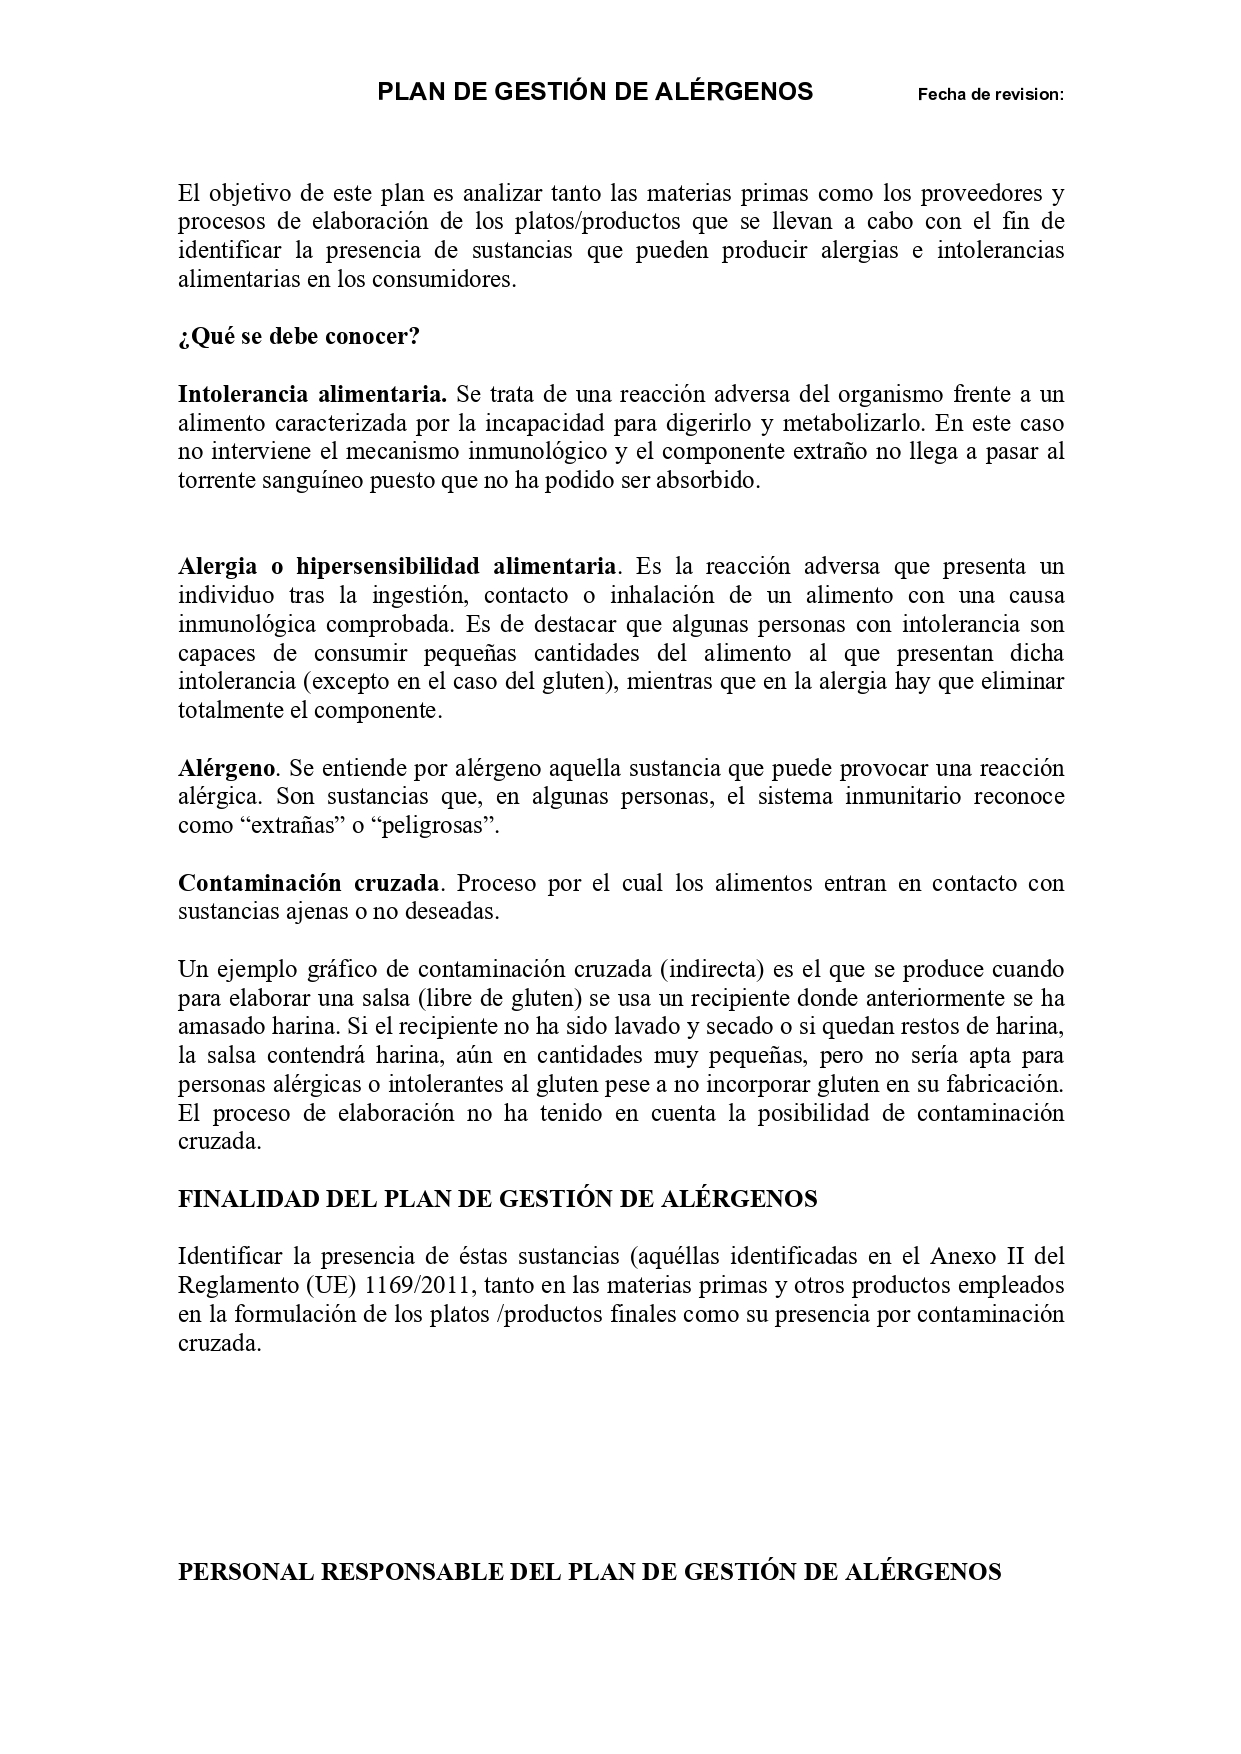 PLAN DE GESTIÓN DE ALÉRGENOS Fecha de revision:
El objetivo de este plan es analizar tanto las materias primas como los proveedores y
procesos de elaboración de los platos/productos que se llevan a cabo con el fin de
identificar la presencia de sustancias que pueden producir alergias e intolerancias
alimentarias en los consumidores.
¿Qué se debe conocer?
Intolerancia alimentaria. Se trata de una reacción adversa del organismo frente a un
alimento caracterizada por la incapacidad para digerirlo y metabolizarlo. En este caso
no interviene el mecanismo inmunológico y el componente extraño no llega a pasar al
torrente sanguíneo puesto que no ha podido ser absorbido.
Alergia o hipersensibilidad alimentaria. Es la reacción adversa que presenta un
individuo tras la ingestión, contacto o inhalación de un alimento con una causa
inmunológica comprobada. Es de destacar que algunas personas con intolerancia son
capaces de consumir pequeñas cantidades del alimento al que presentan dicha
intolerancia (excepto en el caso del gluten), mientras que en la alergia hay que eliminar
totalmente el componente.
Alérgeno. Se entiende por alérgeno aquella sustancia que puede provocar una reacción
alérgica. Son sustancias que, en algunas personas, el sistema inmunitario reconoce
como “extrañas” o “peligrosas”.
Contaminación cruzada. Proceso por el cual los alimentos entran en contacto con
sustancias ajenas o no deseadas.
Un ejemplo gráfico de contaminación cruzada (indirecta) es el que se produce cuando
para elaborar una salsa (libre de gluten) se usa un recipiente donde anteriormente se ha
amasado harina. Si el recipiente no ha sido lavado y secado o si quedan restos de harina,
la salsa contendrá harina, aún en cantidades muy pequeñas, pero no sería apta para
personas alérgicas o intolerantes al gluten pese a no incorporar gluten en su fabricación.
El proceso de elaboración no ha tenido en cuenta la posibilidad de contaminación
cruzada.
FINALIDAD DEL PLAN DE GESTIÓN DE ALÉRGENOS
Identificar la presencia de éstas sustancias (aquéllas identificadas en el Anexo II del
Reglamento (UE) 1169/2011, tanto en las materias primas y otros productos empleados
en la formulación de los platos /productos finales como su presencia por contaminación
cruzada.
PERSONAL RESPONSABLE DEL PLAN DE GESTIÓN DE ALÉRGENOS